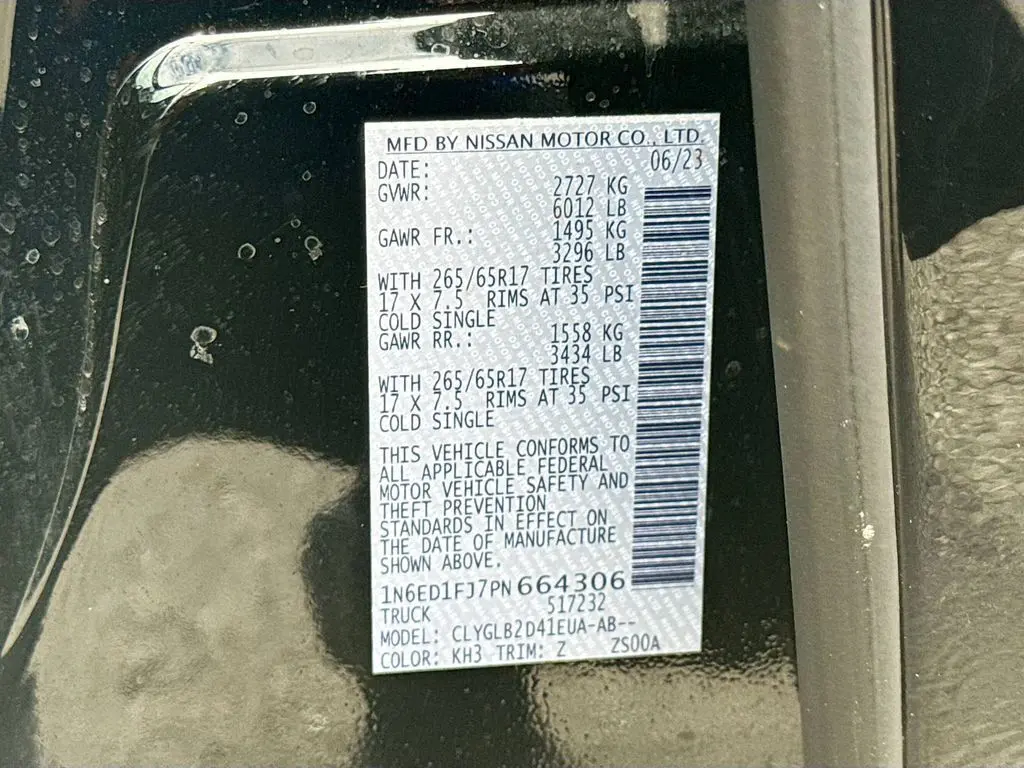 MFD BY NISSAN MOTOR CO., LTD.
DATE: 06/23
GVWR: 2727 KG
6012 LB
GAWR FR.: 1495 KG
3296 LB
WITH 265/65R17 TIRES
17 X 7.5 RIMS AT 35 PSI
COLD SINGLE
GAWR RR.: 1558 KG
3434 LB
WITH 265/65R17 TIRES
17 X 7.5 RIMS AT 35 PSI
COLD SINGLE
THIS VEHICLE CONFORMS TO
ALL APPLICABLE FEDERAL
MOTOR VEHICLE SAFETY AND
THEFT PREVENTION
STANDARDS IN EFFECT ON
THE DATE OF MANUFACTURE
SHOWN ABOVE.
1N6ED1FJ7PN664306
TRUCK 517232
MODEL: CLYGLB2D41EUA-AB--
COLOR: KH3 TRIM: Z ZS00A